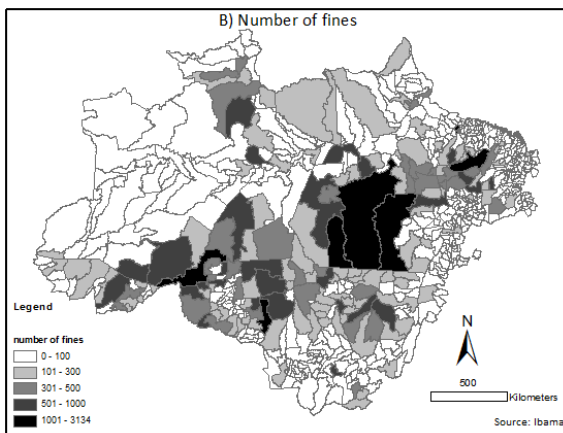 B) Number of fines
Legend
number of fines
0 - 100
101 - 300
301 - 500
501 - 1000
1001 - 3134
N
500
Kilometers
Source: Ibama